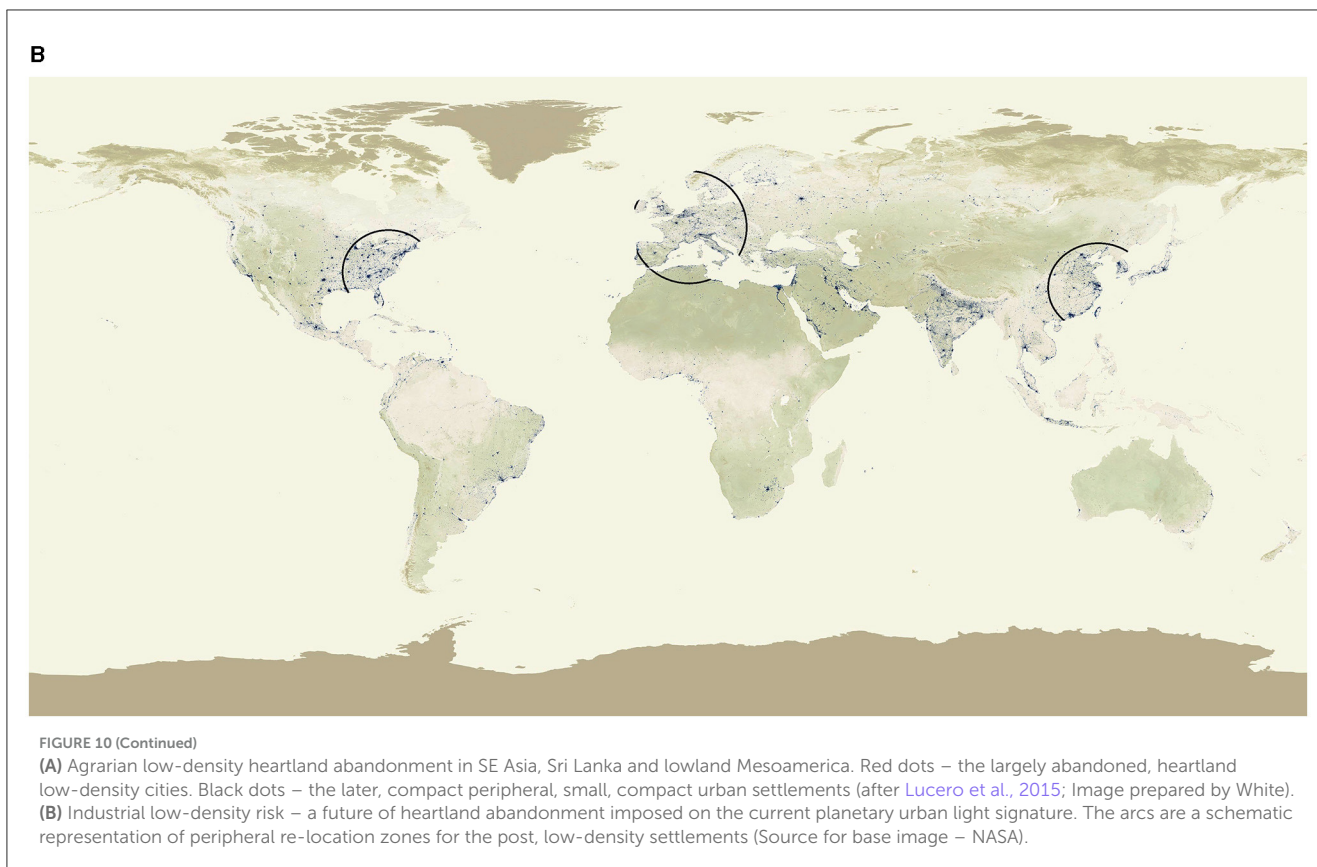 B
FIGURE 10 (Continued)
(A) Agrarian low-density heartland abandonment in SE Asia, Sri Lanka and lowland Mesoamerica. Red dots – the largely abandoned, heartland
low-density cities. Black dots – the later, compact peripheral, small, compact urban settlements (after Lucero et al., 2015; Image prepared by White).
(B) Industrial low-density risk – a future of heartland abandonment imposed on the current planetary urban light signature. The arcs are a schematic
representation of peripheral re-location zones for the post, low-density settlements (Source for base image – NASA).